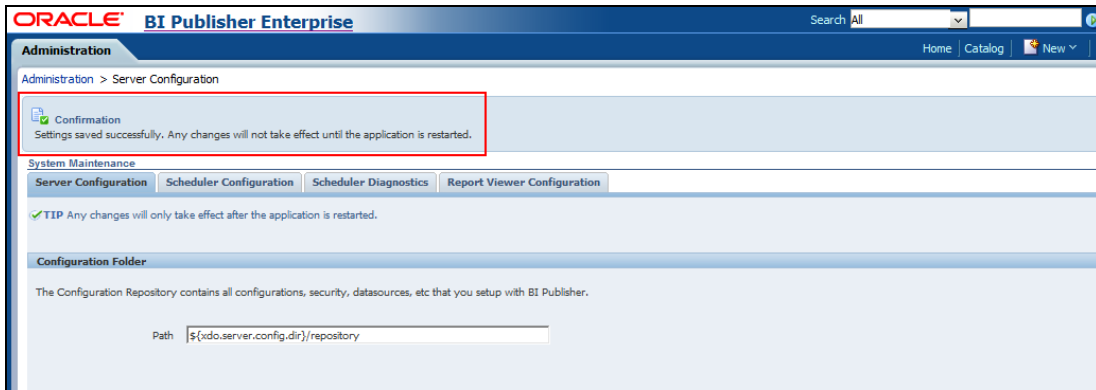 ORACLE BI Publisher Enterprise Search All
Administration Home Catalog New
Administration > Server Configuration
Confirmation
Settings saved successfully. Any changes will not take effect until the application is restarted.
System Maintenance
Server Configuration Scheduler Configuration Scheduler Diagnostics Report Viewer Configuration
TIP Any changes will only take effect after the application is restarted.
Configuration Folder
The Configuration Repository contains all configurations, security, datasources, etc that you setup with BI Publisher.
Path ${xdo.server.config.dir}/repository